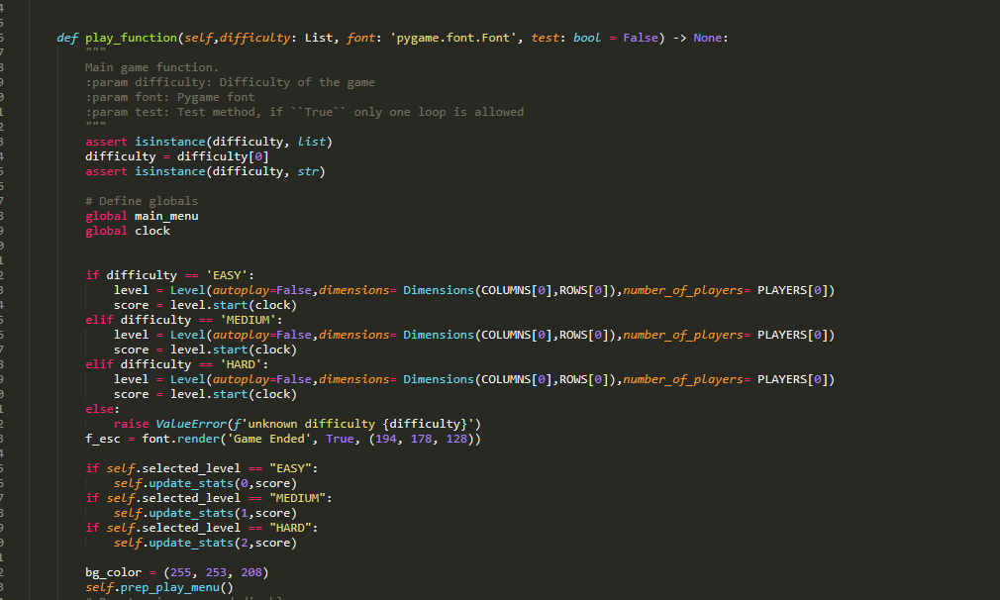 def play_function(self,difficulty: List, font: 'pygame.font.Font', test: bool = False) -> None:
"""
Main game function.
:param difficulty: Difficulty of the game
:param font: Pygame font
:param test: Test method, if ``True`` only one loop is allowed
"""
assert isinstance(difficulty, list)
difficulty = difficulty[0]
assert isinstance(difficulty, str)
# Define globals
global main_menu
global clock
if difficulty == 'EASY':
level = Level(autoplay=False,dimensions= Dimensions(COLUMNS[0],ROWS[0]),number_of_players= PLAYERS[0])
score = level.start(clock)
elif difficulty == 'MEDIUM':
level = Level(autoplay=False,dimensions= Dimensions(COLUMNS[0],ROWS[0]),number_of_players= PLAYERS[0])
score = level.start(clock)
elif difficulty == 'HARD':
level = Level(autoplay=False,dimensions= Dimensions(COLUMNS[0],ROWS[0]),number_of_players= PLAYERS[0])
score = level.start(clock)
else:
raise ValueError(f'unknown difficulty {difficulty}')
f_esc = font.render('Game Ended', True, (194, 178, 128))
if self.selected_level == "EASY":
self.update_stats(0,score)
if self.selected_level == "MEDIUM":
self.update_stats(1,score)
if self.selected_level == "HARD":
self.update_stats(2,score)
bg_color = (255, 253, 208)
self.prep_play_menu()